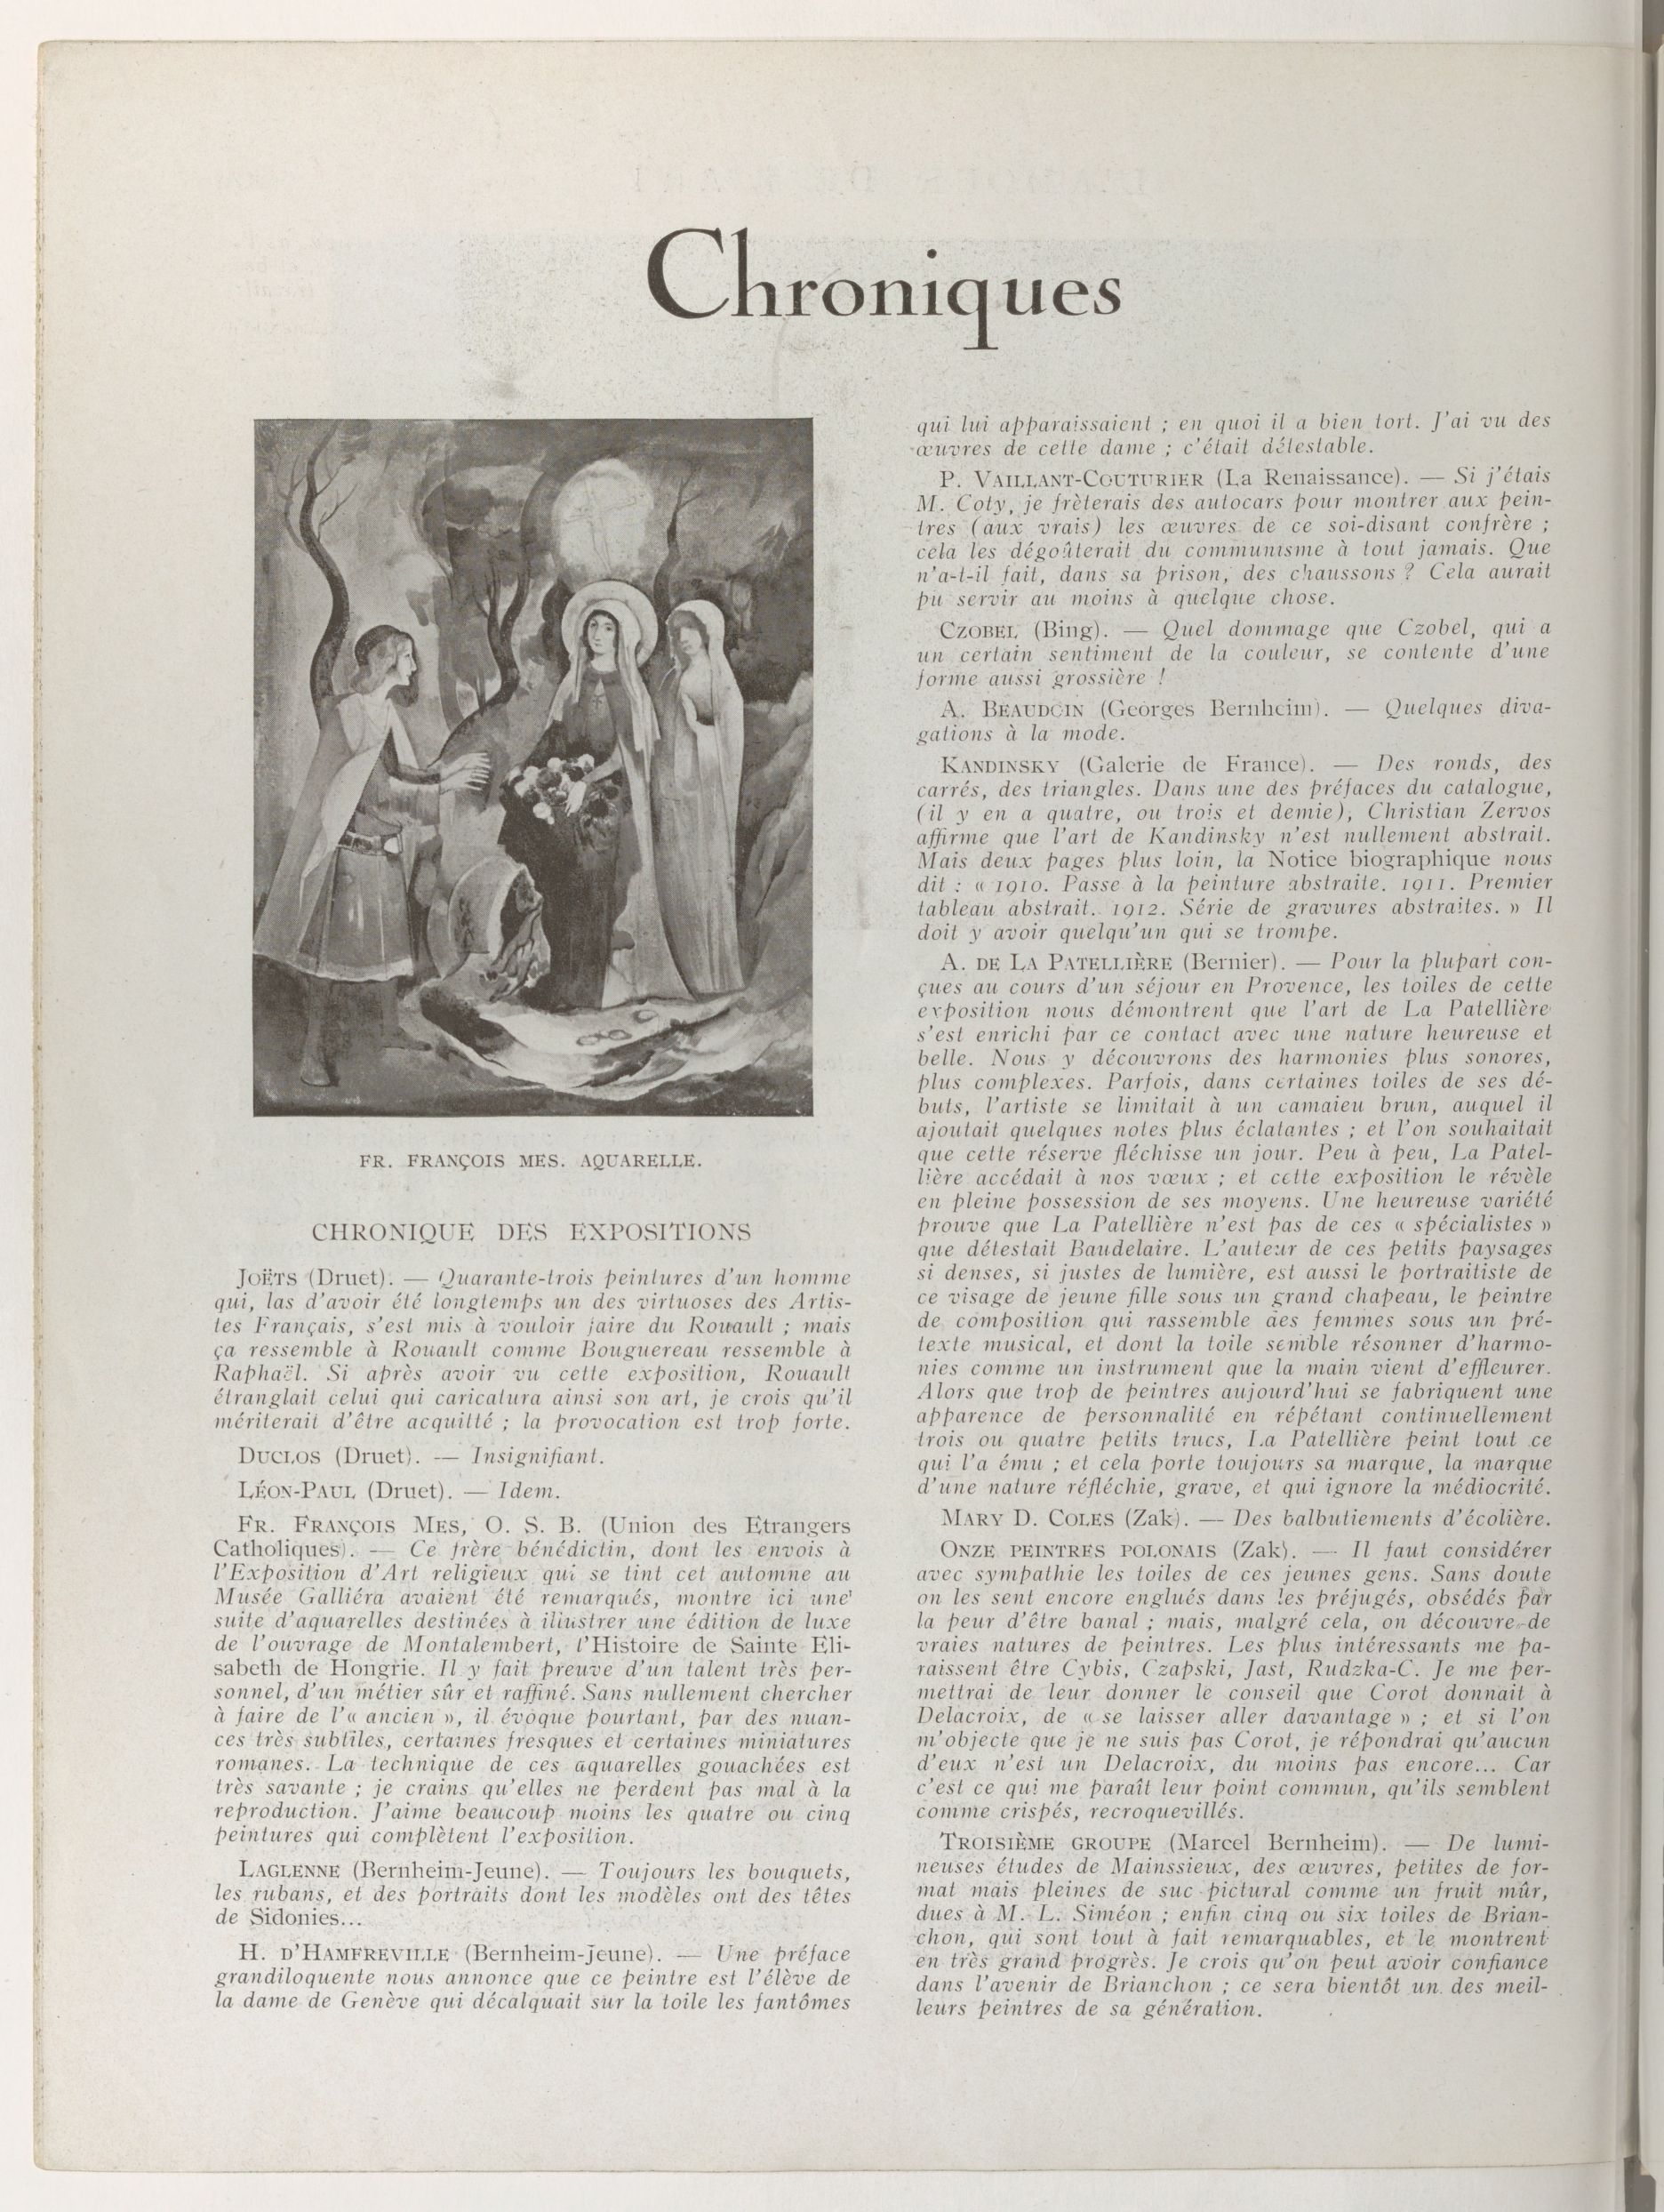 Chroniques
FR. FRANÇOIS MES. AQUARELLE.
CHRONIQUE DES EXPOSITIONS
JOËTS (Druet). — Quarante-trois peintures d'un homme
qui, las d'avoir été longtemps un des virtuoses des Artis-
tes Français, s'est mis à vouloir faire du Rouault ; mais
ça ressemble à Rouault comme Bouguereau ressemble à
Raphaël. Si après avoir vu cette exposition, Rouault
étranglait celui qui caricatura ainsi son art, je crois qu'il
mériterait d'être acquitté ; la provocation est trop forte.
DUCLOS (Druet). — Insignifiant.
LÉON-PAUL (Druet). — Idem.
FR. FRANÇOIS MES, O. S. B. (Union des Etrangers
Catholiques). — Ce frère bénédictin, dont les envois à
l'Exposition d'Art religieux qui se tint cet automne au
Musée Galliéra avaient été remarqués, montre ici une
suite d'aquarelles destinées à illustrer une édition de luxe
de l'ouvrage de Montalembert, l'Histoire de Sainte Eli-
sabeth de Hongrie. Il y fait preuve d'un talent très per-
sonnel, d'un métier sûr et raffiné. Sans nullement chercher
à faire de l'« ancien », il évoque pourtant, par des nuan-
ces très subtiles, certaines fresques et certaines miniatures
romanes. La technique de ces aquarelles gouachées est
très savante ; je crains qu'elles ne perdent pas mal à la
reproduction. J'aime beaucoup moins les quatre ou cinq
peintures qui complètent l'exposition.
LAGLENNE (Bernheim-Jeune). — Toujours les bouquets,
les rubans, et des portraits dont les modèles ont des têtes
de Sidonies...
H. D'HAMFREVILLE (Bernheim-jeune). — Une préface
grandiloquente nous annonce que ce peintre est l'élève de
la dame de Genève qui décalquait sur la toile les fantômes
qui lui apparaissaient ; en quoi il a bien tort. J'ai vu des
œuvres de cette dame ; c'était détestable.
P. VAILLANT-COUTURIER (La Renaissance). — Si j'étais
M. Coty, je frèterais des autocars pour montrer aux pein-
tres (aux vrais) les œuvres de ce soi-disant confrère ;
cela les dégoûterait du communisme à tout jamais. Que
n'a-t-il fait, dans sa prison, des chaussons ? Cela aurait
pu servir au moins à quelque chose.
CZOBEL (Bing). — Quel dommage que Czobel, qui a
un certain sentiment de la couleur, se contente d'une
forme aussi grossière !
A. BEAUDOIN (Georges Bernheim). — Quelques diva-
gations à la mode.
KANDINSKY (Galerie de France). — Des ronds, des
carrés, des triangles. Dans une des préfaces du catalogue,
(il y en a quatre, ou trois et demie), Christian Zervos
affirme que l'art de Kandinsky n'est nullement abstrait.
Mais deux pages plus loin, la Notice biographique nous
dit : « 1910. Passe à la peinture abstraite. 1911. Premier
tableau abstrait. 1912. Série de gravures abstraites. » Il
doit y avoir quelqu'un qui se trompe.
A. DE LA PATELLIÈRE (Bernier). — Pour la plupart con-
çues au cours d'un séjour en Provence, les toiles de cette
exposition nous démontrent que l'art de La Patellière
s'est enrichi par ce contact avec une nature heureuse et
belle. Nous y découvrons des harmonies plus sonores,
plus complexes. Parfois, dans certaines toiles de ses dé-
buts, l'artiste se limitait à un camaieu brun, auquel il
ajoutait quelques notes plus éclatantes ; et l'on souhaitait
que cette réserve fléchisse un jour. Peu à peu, La Patel-
lière accédait à nos vœux ; et cette exposition le révèle
en pleine possession de ses moyens. Une heureuse variété
prouve que La Patellière n'est pas de ces « spécialistes »
que détestait Baudelaire. L'auteur de ces petits paysages
si denses, si justes de lumière, est aussi le portraitiste de
ce visage de jeune fille sous un grand chapeau, le peintre
de composition qui rassemble des femmes sous un pré-
texte musical, et dont la toile semble résonner d'harmo-
nies comme un instrument que la main vient d'effleurer.
Alors que trop de peintres aujourd'hui se fabriquent une
apparence de personnalité en répétant continuellement
trois ou quatre petits trucs, La Patellière peint tout ce
qui l'a ému ; et cela porte toujours sa marque, la marque
d'une nature réfléchie, grave, et qui ignore la médiocrité.
MARY D. COLES (Zak). — Des balbutiements d'écolière.
ONZE PEINTRES POLONAIS (Zak). — Il faut considérer
avec sympathie les toiles de ces jeunes gens. Sans doute
on les sent encore englués dans les préjugés, obsédés par
la peur d'être banal ; mais, malgré cela, on découvre de
vraies natures de peintres. Les plus intéressants me pa-
raissent être Cybis, Czapski, Jast, Rudzka-C. Je me per-
mettrai de leur donner le conseil que Corot donnait à
Delacroix, de « se laisser aller davantage » ; et si l'on
m'objecte que je ne suis pas Corot, je répondrai qu'aucun
d'eux n'est un Delacroix, du moins pas encore... Car
c'est ce qui me paraît leur point commun, qu'ils semblent
comme crispés, recroquevillés.
TROISIÈME GROUPE (Marcel Bernheim). — De lumi-
neuses études de Mainssieux, des œuvres, petites de for-
mat mais pleines de suc pictural comme un fruit mûr,
dues à M. L. Siméon ; enfin cinq ou six toiles de Brian-
chon, qui sont tout à fait remarquables, et le montrent
en très grand progrès. Je crois qu'on peut avoir confiance
dans l'avenir de Brianchon ; ce sera bientôt un des meil-
leurs peintres de sa génération.